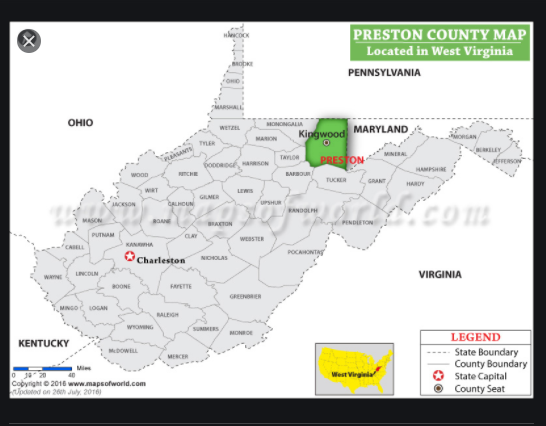 PRESTON COUNTY MAP
Located in West Virginia
HANCOCK
PENNSYLVANIA
BROOKE
OHIO
MARSHALL
OHIO
WETZEL
MONONGALIA
Kingwood
MARYLAND
MARION
MORGAN
TYLER
BERKELEY
PLEASANTS
JEFFERSON
DODDRIDGE
HARRISON
TAYLOR
PRESTON
MINERAL
WOOD
RITCHIE
BARBOUR
TUCKER
GRANT
HAMPSHIRE
HARDY
WIRT
LEWIS
JACKSON
CALHOUN
GILMER
UPSHUR
RANDOLPH
www.mapsofworld.com
MASON
ROANE
BRAXTON
PENDLETON
PUTNAM
CLAY
WEBSTER
CABELL
KANAWHA
POCAHONTAS
Charleston
NICHOLAS
WAYNE
LINCOLN
VIRGINIA
BOONE
FAYETTE
GREENBRIER
MINGO
LOGAN
RALEIGH
WYOMING
SUMMERS
MONROE
KENTUCKY
McDOWELL
MERCER
LEGEND
State Boundary
County Boundary
State Capital
County Seat
West Virginia
Miles
0 10 20 40
Copyright © 2016 www.mapsofworld.com
(Updated on 26th July, 2016)